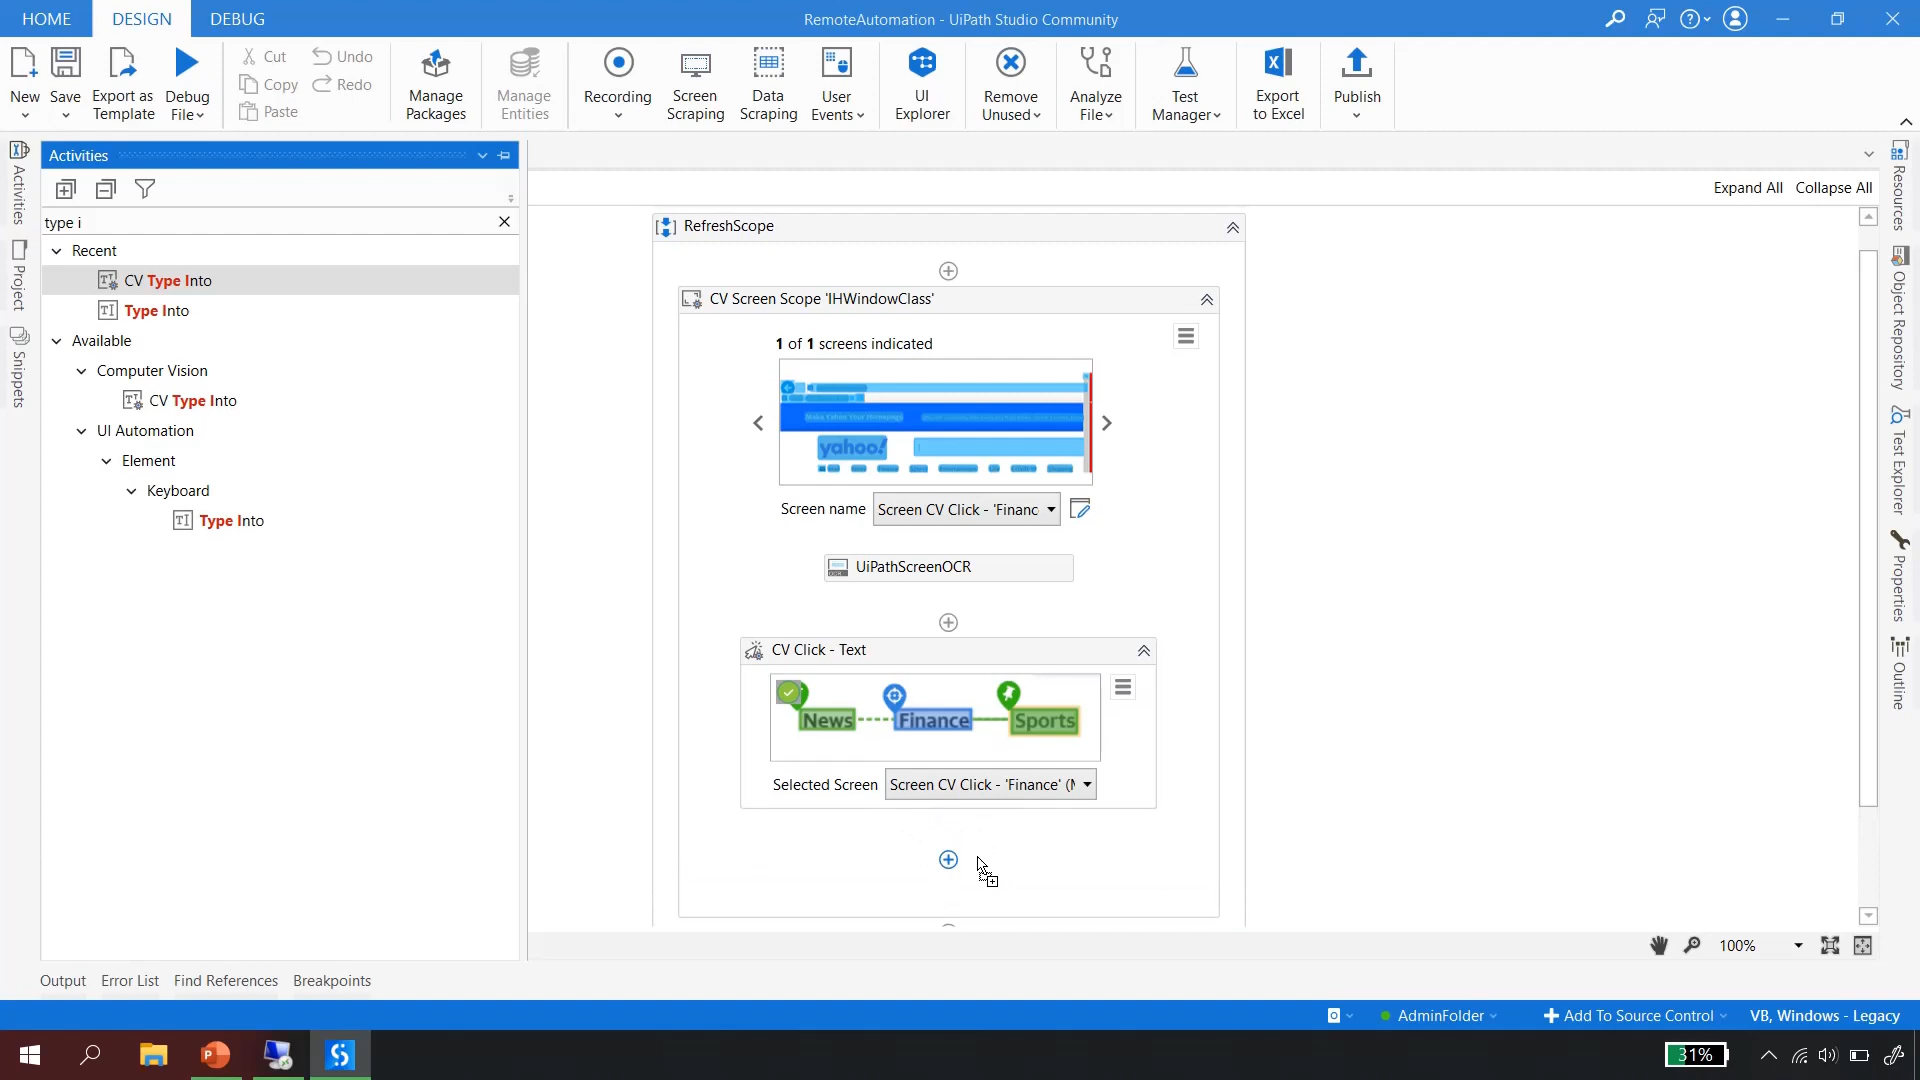 HOME
DESIGN
DEBUG
RemoteAutomation - UiPath Studio Community
New
Save
Export as
Template
Debug
File
Cut
Copy
Paste
Undo
Redo
Manage
Packages
Manage
Entities
Recording
Screen
Scraping
Data
Scraping
User
Events
UI
Explorer
Remove
Unused
Analyze
File
Test
Manager
Export
to Excel
Publish
Activities
Project
Snippets
Activities
type i
Recent
CV Type Into
Type Into
Available
Computer Vision
CV Type Into
UI Automation
Element
Keyboard
Type Into
Expand All
Collapse All
RefreshScope
CV Screen Scope 'IHWindowClass'
1 of 1 screens indicated
yahoo!
Screen name
Screen CV Click - 'Financ
UiPathScreenOCR
CV Click - Text
News
Finance
Sports
Selected Screen
Screen CV Click - 'Finance' (
100%
Resources
Object Repository
Test Explorer
Properties
Outline
Output
Error List
Find References
Breakpoints
AdminFolder
Add To Source Control
VB, Windows - Legacy
31%